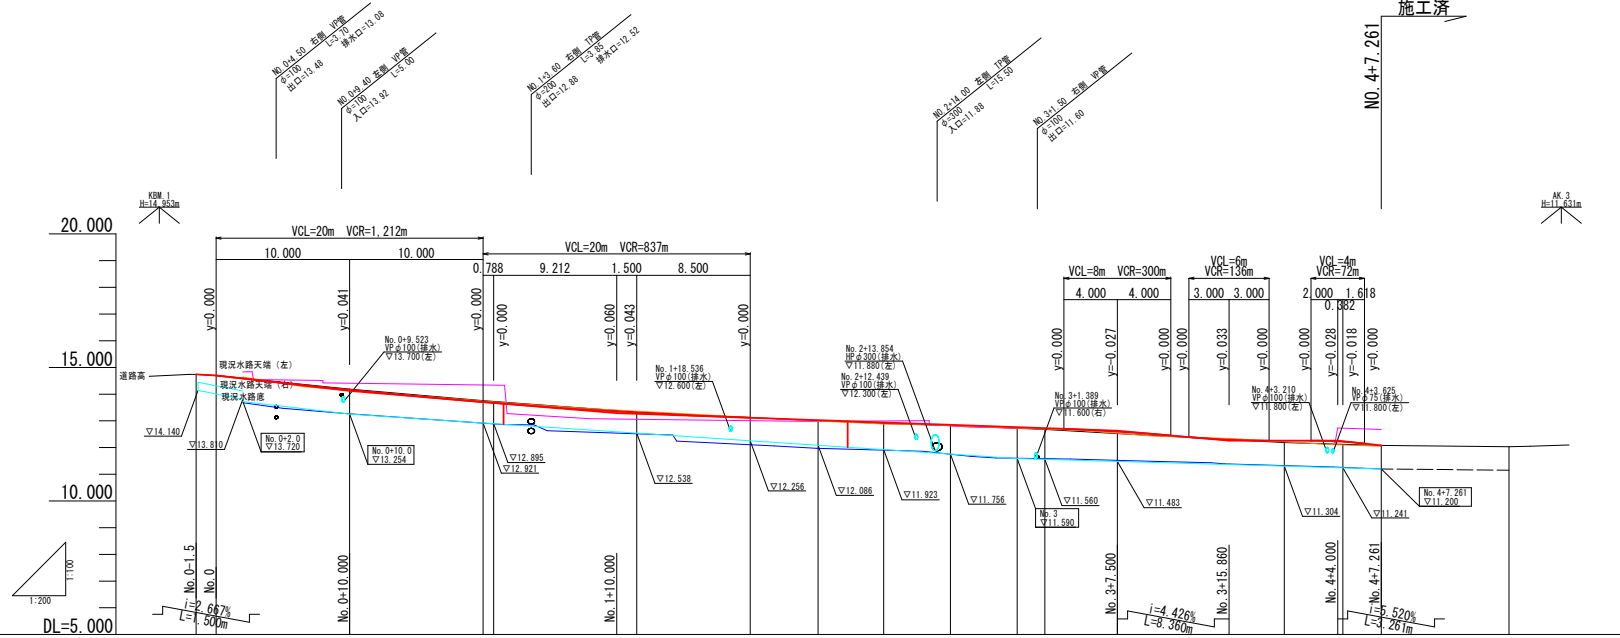 NO.0+4.50 右側 VP管
φ=100 L=3.70
出口=13.48 排水口=13.08
NO.0+9.40 左側 VP管
φ=100 L=5.00
入口=13.92
NO.1+3.60 右側 TP管
φ=200 L=3.85
出口=12.88 排水口=12.52
NO.2+14.00 左側 TP管
φ=300 L=15.50
入口=11.88
NO.3+1.50 右側 VP管
φ=100
出口=11.60
施工済
NO.4+7.261
KBM.1
H=14.953m
AK.3
H=11.631m
20.000
VCL=20m VCR=1,212m
10.000 10.000
VCL=20m VCR=837m
0.788 9.212 1.500 8.500
VCL=8m VCR=300m
4.000 4.000
VCL=6m
VCR=136m
3.000 3.000
VCL=4m
VCR=72m
2.000 1.618
0.382
y=0.000
y=0.041
y=0.000
y=0.000
y=0.060
y=0.043
y=0.000
y=0.000
y=0.027
y=0.000
y=0.000
y=0.033
y=0.000
y=0.000
y=0.028
y=0.018
y=0.000
No.0+9.523
VPφ100(排水)
▽13.700(左)
No.1+18.536
VPφ100(排水)
▽12.600(左)
No.2+13.854
HPφ300(排水)
▽11.880(左)
No.2+12.439
VPφ100(排水)
▽12.300(左)
No.3+1.389
VPφ100(排水)
▽11.600(右)
No.4+3.210
VPφ100(排水)
▽11.800(左)
No.4+3.625
VPφ75(排水)
▽11.800(左)
15.000
道路高
現況水路天端（左）
現況水路天端（右）
現況水路底
▽14.140
▽13.810
No.0+2.0
▽13.720
No.0+10.0
▽13.254
▽12.895
▽12.921
▽12.538
▽12.256
▽12.086
▽11.923
▽11.756
No.3
▽11.590
▽11.560
▽11.483
▽11.304
▽11.241
No.4+7.261
▽11.200
10.000
1:100
1:200
No.0-1.5
No.0
No.0+10.000
No.1+10.000
No.3+7.500
No.3+15.860
No.4+4.000
No.4+7.261
i=2.667%
L=1.500m
i=4.426%
L=8.360m
i=5.520%
L=3.261m
DL=5.000